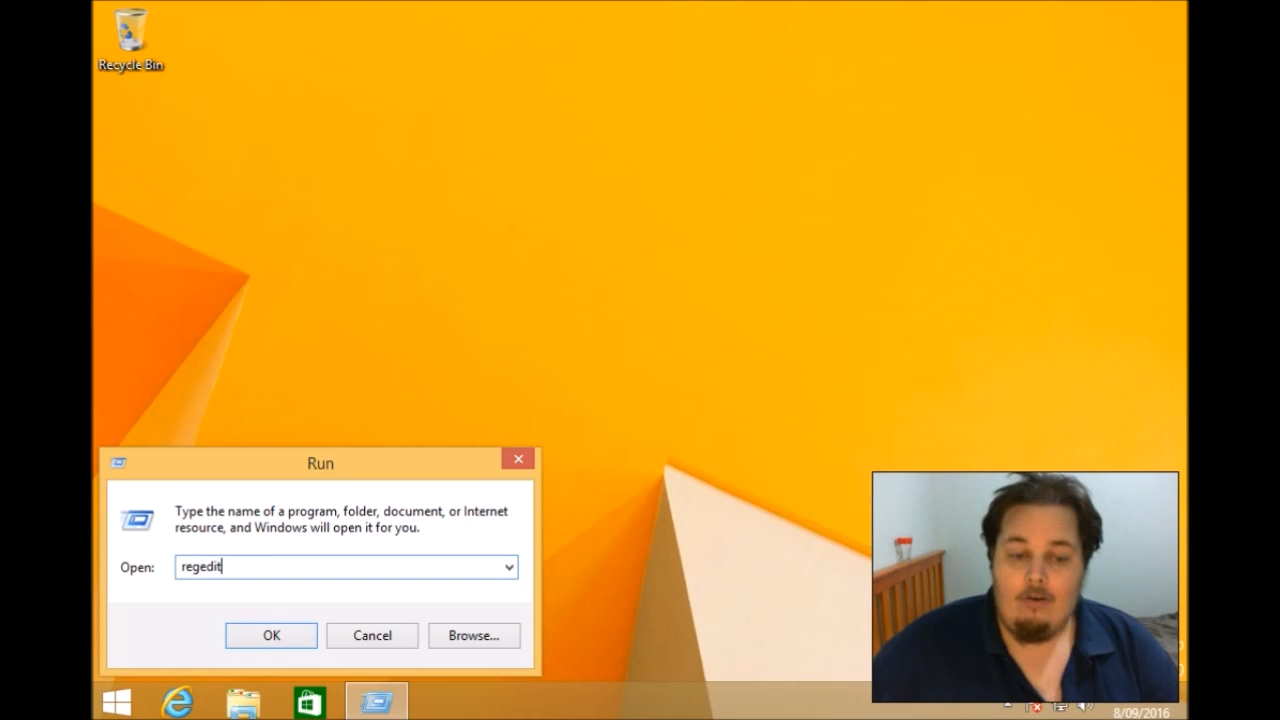 Recycle Bin
Run
Type the name of a program, folder, document, or Internet
resource, and Windows will open it for you.
Open:
regedit
OK
Cancel
Browse...
8/09/2016